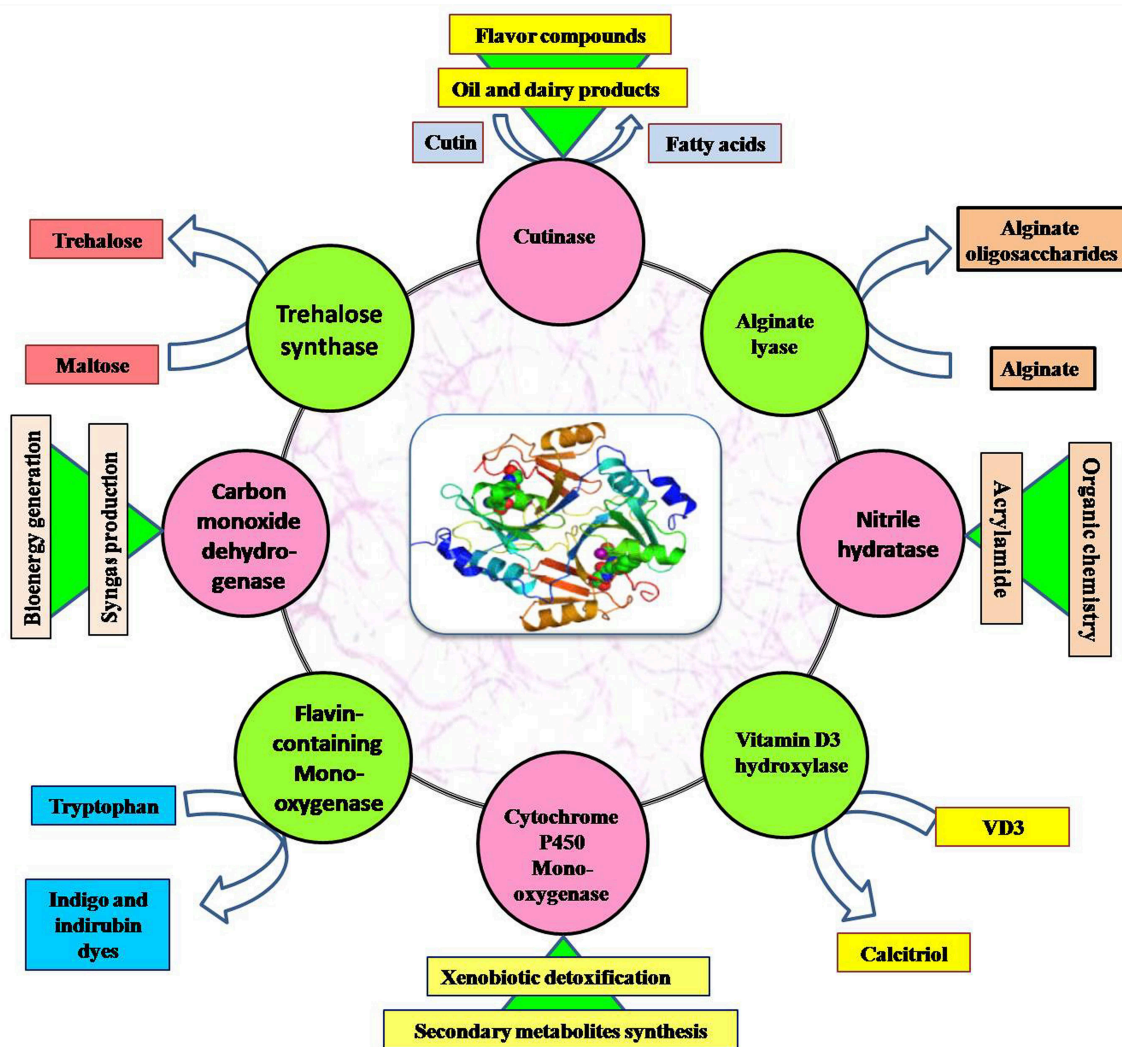 Flavor compounds
Oil and dairy products
Cutin
Fatty acids
Cutinase
Trehalose
Maltose
Trehalose
synthase
Alginate
lyase
Alginate
oligosaccharides
Alginate
Bioenergy generation
Syngas production
Carbon
monoxide
dehydro-
genase
Nitrile
hydratase
Acrylamide
Organic chemistry
Flavin-
containing
Mono-
oxygenase
Tryptophan
Indigo and
indirubin
dyes
Vitamin D3
hydroxylase
VD3
Calcitriol
Cytochrome
P450
Mono-
oxygenase
Xenobiotic detoxification
Secondary metabolites synthesis